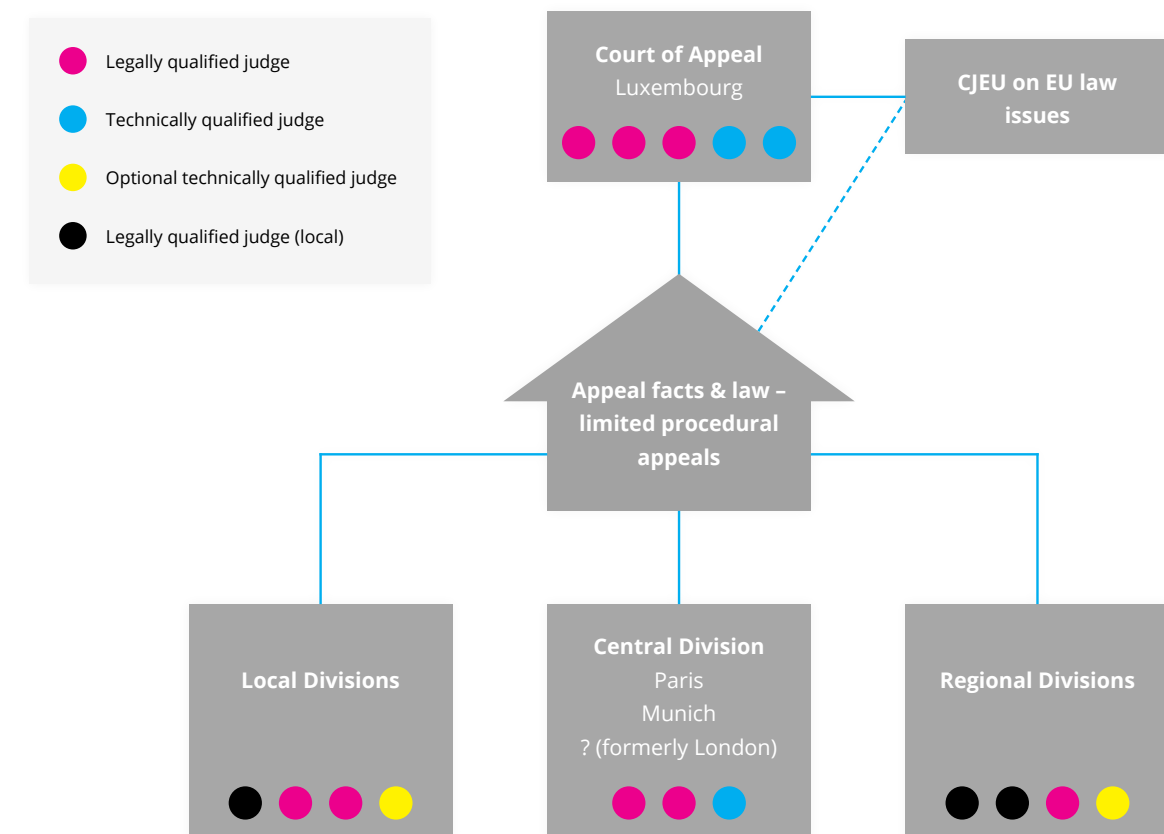 Legally qualified judge
Technically qualified judge
Optional technically qualified judge
Legally qualified judge (local)
Court of Appeal
Luxembourg
CJEU on EU law
issues
Appeal facts & law –
limited procedural
appeals
Local Divisions
Central Division
Paris
Munich
? (formerly London)
Regional Divisions